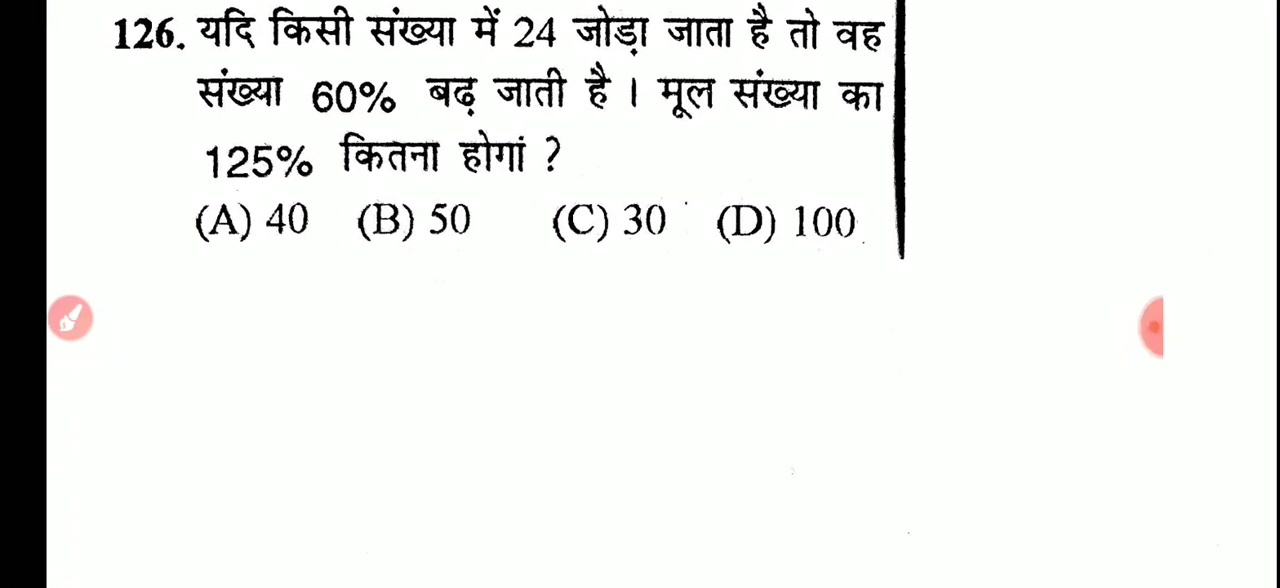 126. यदि किसी संख्या में 24 जोड़ा जाता है तो वह
संख्या 60% बढ़ जाती है । मूल संख्या का
125% कितना होगां ?
(A) 40 (B) 50 (C) 30 (D) 100